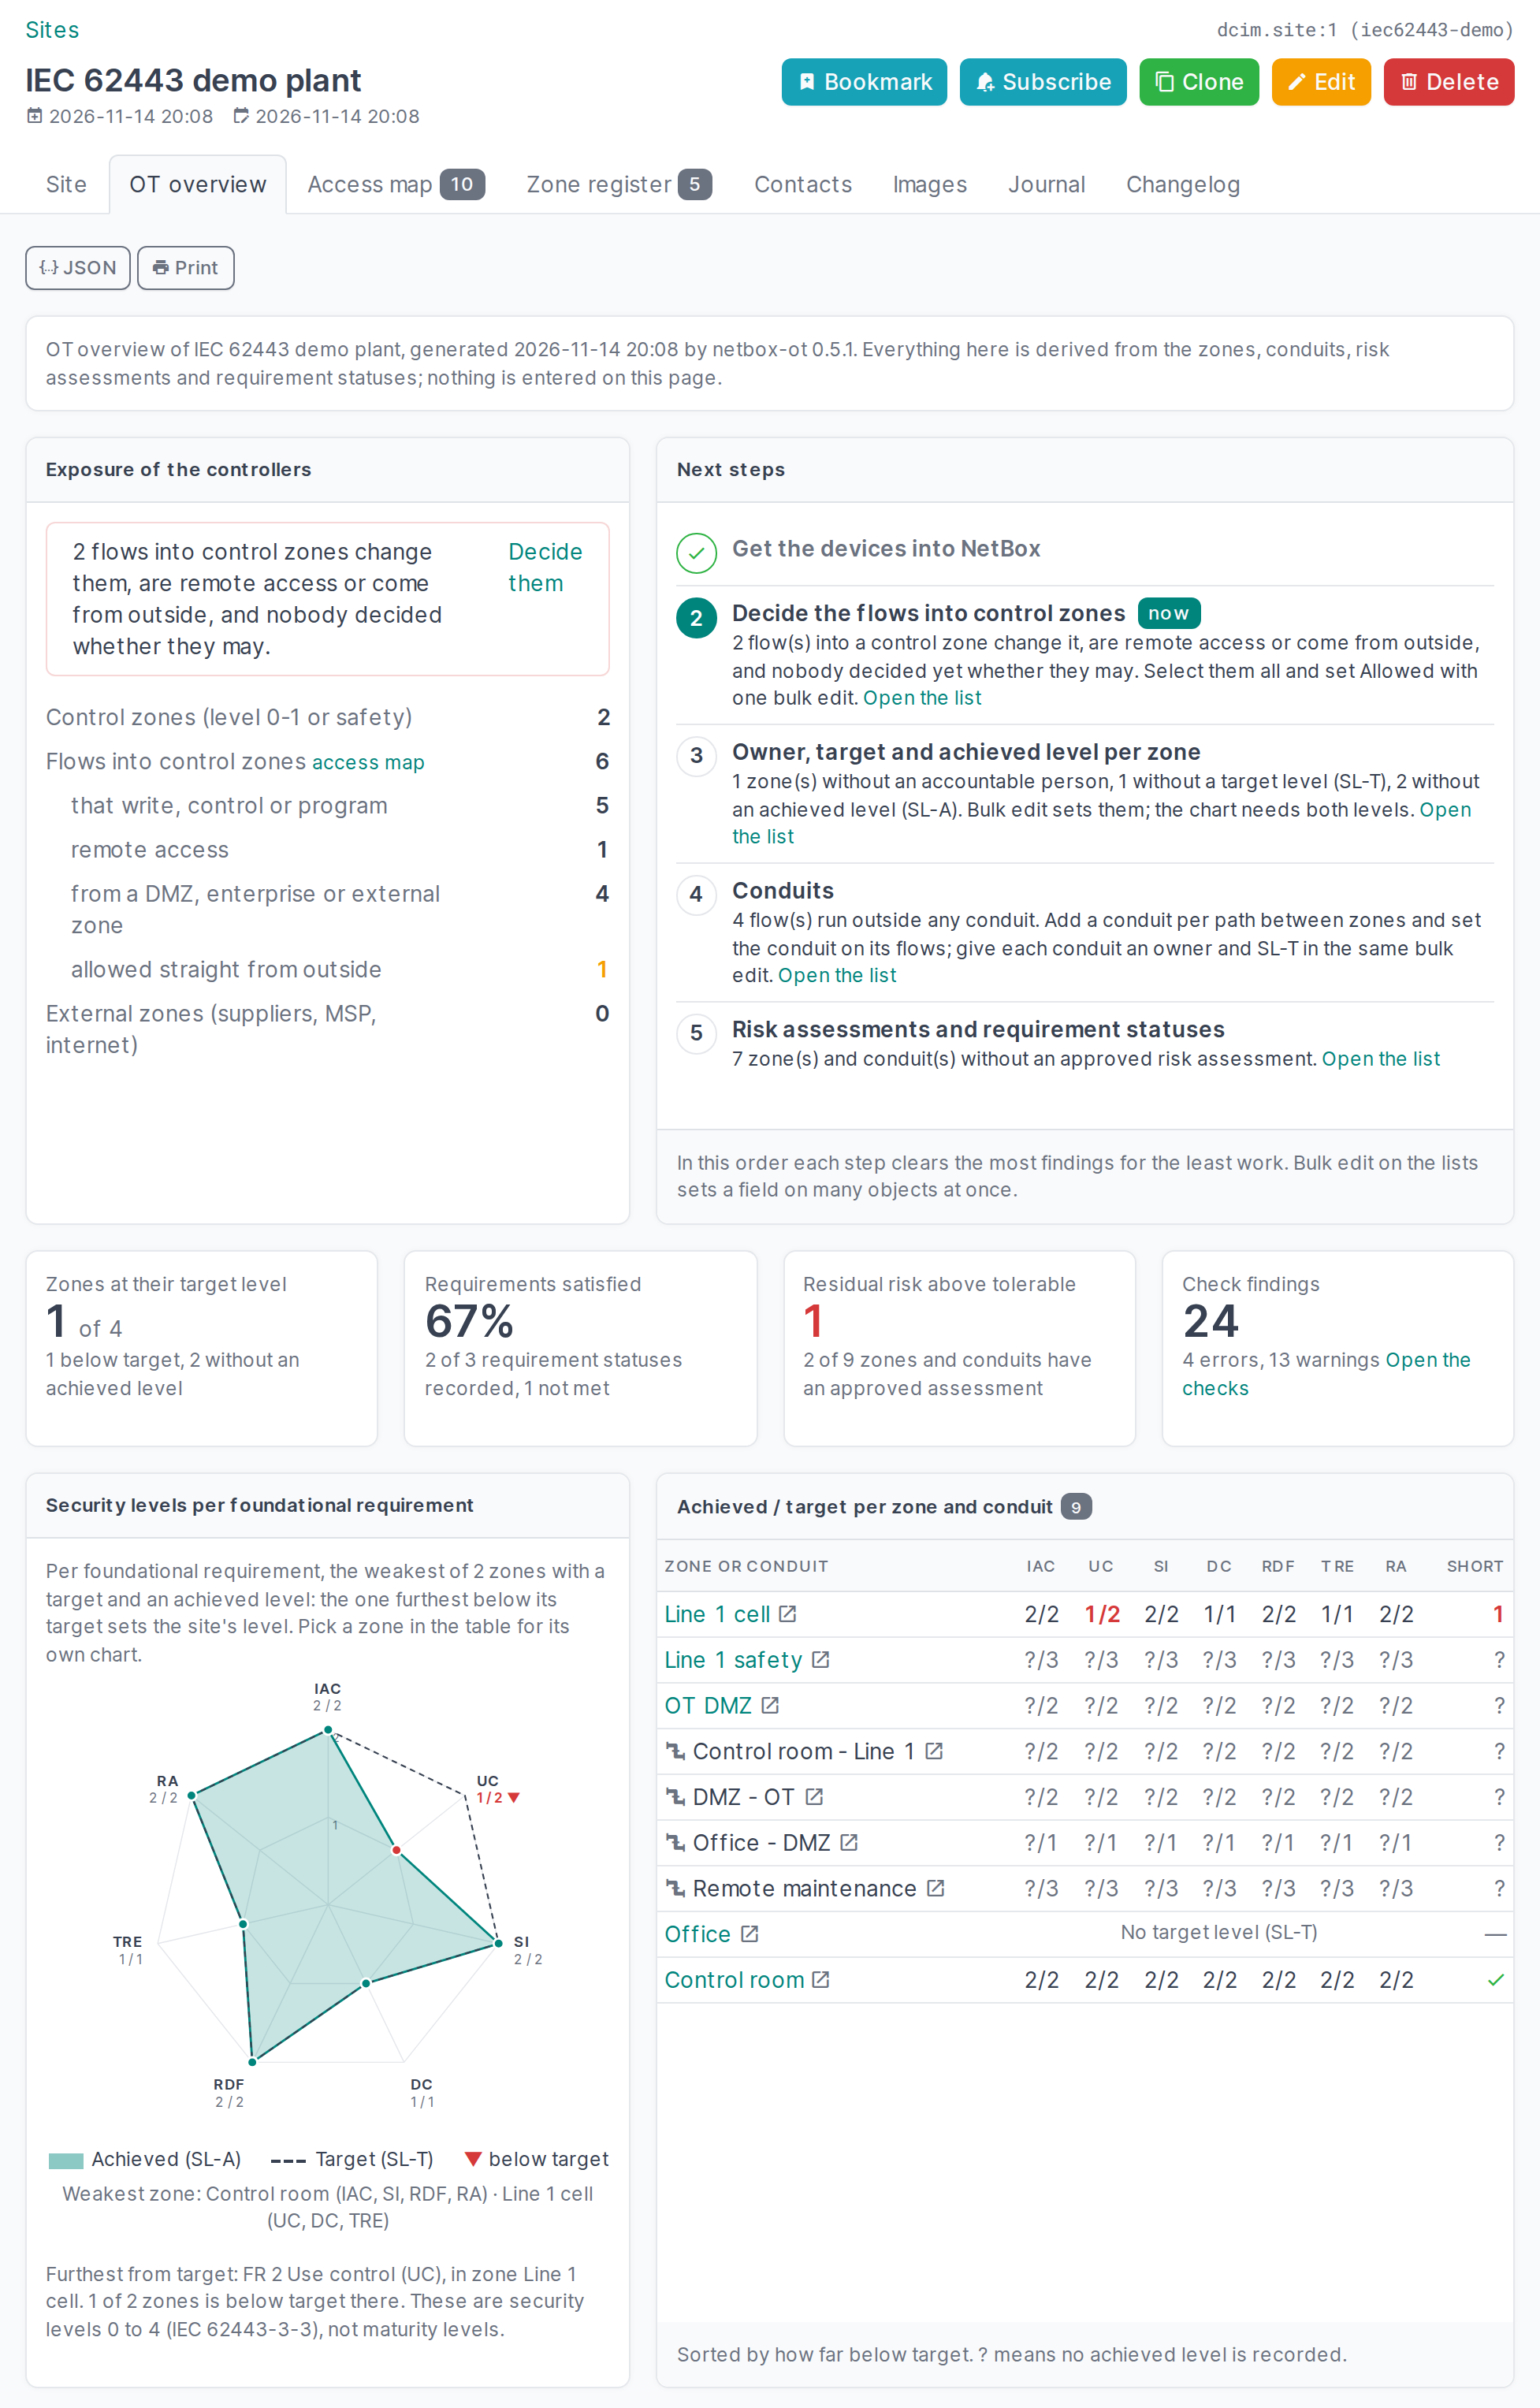 Sites
dcim.site:1 (iec62443-demo)
IEC 62443 demo plant
Bookmark
Subscribe
Clone
Edit
Delete
2026-11-14 20:08
2026-11-14 20:08
Site
OT overview
Access map 10
Zone register 5
Contacts
Images
Journal
Changelog
{..} JSON
Print
OT overview of IEC 62443 demo plant, generated 2026-11-14 20:08 by netbox-ot 0.5.1. Everything here is derived from the zones, conduits, risk
assessments and requirement statuses; nothing is entered on this page.
Exposure of the controllers
2 flows into control zones change
them, are remote access or come
from outside, and nobody decided
whether they may.
Decide
them
Control zones (level 0-1 or safety) 2
Flows into control zones access map 6
that write, control or program 5
remote access 1
from a DMZ, enterprise or external 4
zone
allowed straight from outside 1
External zones (suppliers, MSP, 0
internet)
Next steps
Get the devices into NetBox
2 Decide the flows into control zones now
2 flow(s) into a control zone change it, are remote access or come from outside,
and nobody decided yet whether they may. Select them all and set Allowed with
one bulk edit. Open the list
3 Owner, target and achieved level per zone
1 zone(s) without an accountable person, 1 without a target level (SL-T), 2 without
an achieved level (SL-A). Bulk edit sets them; the chart needs both levels. Open
the list
4 Conduits
4 flow(s) run outside any conduit. Add a conduit per path between zones and set
the conduit on its flows; give each conduit an owner and SL-T in the same bulk
edit. Open the list
5 Risk assessments and requirement statuses
7 zone(s) and conduit(s) without an approved risk assessment. Open the list
In this order each step clears the most findings for the least work. Bulk edit on the lists
sets a field on many objects at once.
Zones at their target level
1 of 4
1 below target, 2 without an
achieved level
Requirements satisfied
67%
2 of 3 requirement statuses
recorded, 1 not met
Residual risk above tolerable
1
2 of 9 zones and conduits have
an approved assessment
Check findings
24
4 errors, 13 warnings Open the
checks
Security levels per foundational requirement
Per foundational requirement, the weakest of 2 zones with a
target and an achieved level: the one furthest below its
target sets the site's level. Pick a zone in the table for its
own chart.
IAC
2 / 2
2
RA
2 / 2
UC
1 / 2 ▼
1
TRE
1 / 1
SI
2 / 2
RDF
2 / 2
DC
1 / 1
Achieved (SL-A)
Target (SL-T)
▼ below target
Weakest zone: Control room (IAC, SI, RDF, RA) · Line 1 cell
(UC, DC, TRE)
Furthest from target: FR 2 Use control (UC), in zone Line 1
cell. 1 of 2 zones is below target there. These are security
levels 0 to 4 (IEC 62443-3-3), not maturity levels.
Achieved / target per zone and conduit 9
ZONE OR CONDUIT IAC UC SI DC RDF TRE RA SHORT
Line 1 cell 2/2 1/2 2/2 1/1 2/2 1/1 2/2 1
Line 1 safety ?/3 ?/3 ?/3 ?/3 ?/3 ?/3 ?/3 ?
OT DMZ ?/2 ?/2 ?/2 ?/2 ?/2 ?/2 ?/2 ?
Control room - Line 1 ?/2 ?/2 ?/2 ?/2 ?/2 ?/2 ?/2 ?
DMZ - OT ?/2 ?/2 ?/2 ?/2 ?/2 ?/2 ?/2 ?
Office - DMZ ?/1 ?/1 ?/1 ?/1 ?/1 ?/1 ?/1 ?
Remote maintenance ?/3 ?/3 ?/3 ?/3 ?/3 ?/3 ?/3 ?
Office No target level (SL-T) —
Control room 2/2 2/2 2/2 2/2 2/2 2/2 2/2
Sorted by how far below target. ? means no achieved level is recorded.